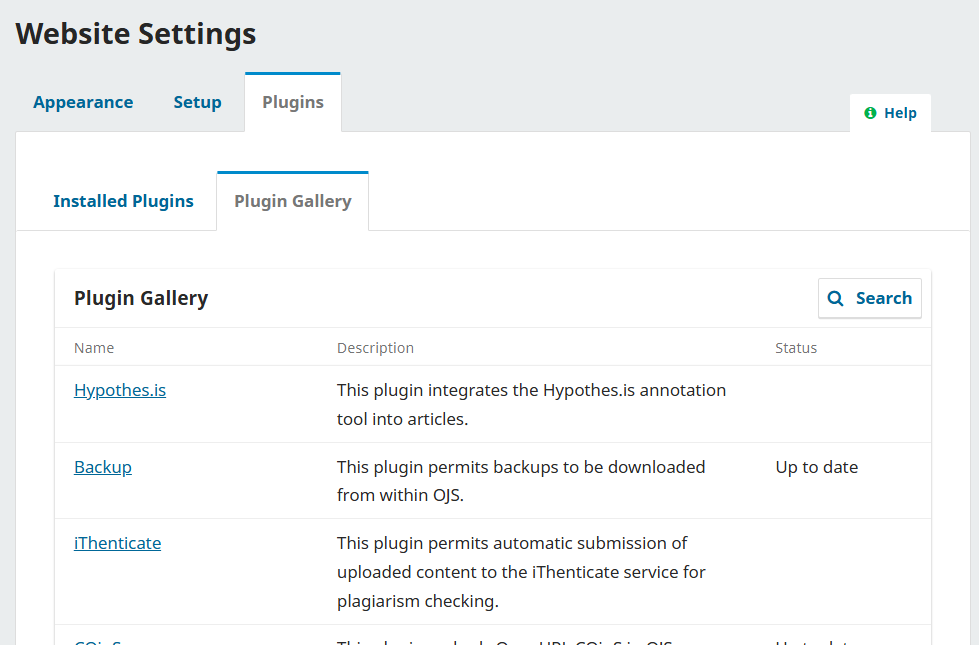 Website Settings
Appearance Setup Plugins
Help
Installed Plugins Plugin Gallery
Plugin Gallery Search
Name Description Status
Hypothes.is This plugin integrates the Hypothes.is annotation
tool into articles.
Backup This plugin permits backups to be downloaded Up to date
from within OJS.
iThenticate This plugin permits automatic submission of
uploaded content to the iThenticate service for
plagiarism checking.